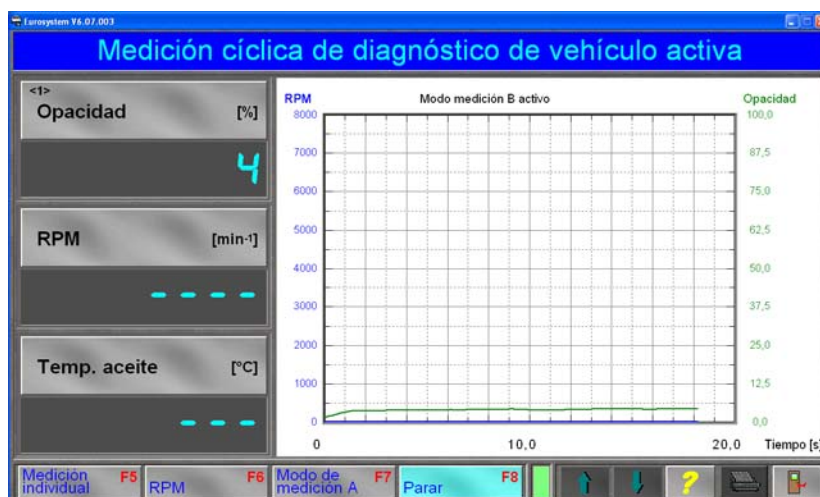 Eurosystem V6.07.003
Medición cíclica de diagnóstico de vehículo activa
<1>
Opacidad [%]
4
RPM [min-1]
- - - -
Temp. aceite [°C]
- - -
RPM Modo medición B activo Opacidad
8000 100,0
7000 87,5
6000 75,0
5000 62,5
4000 50,0
3000 37,5
2000 25,0
1000 12,5
0 0,0
0 10,0 20,0 Tiempo [s]
Medición individual F5
RPM F6
Modo de medición A F7
Parar F8
?